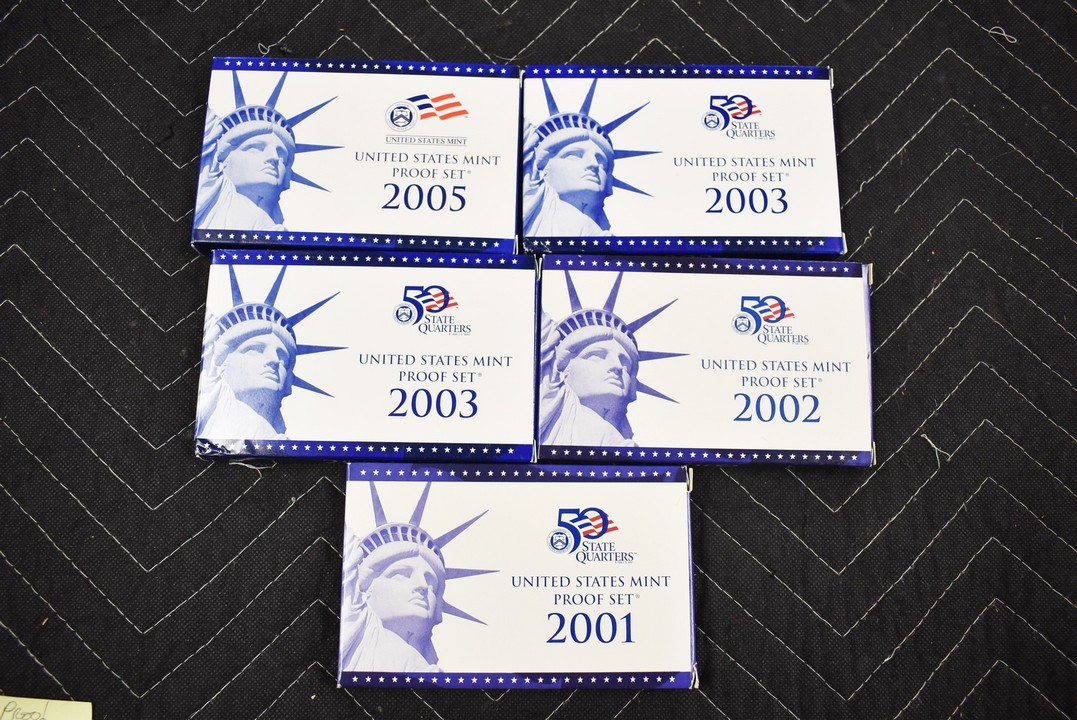 UNITED STATES MINT
UNITED STATES MINT
PROOF SET®
2005
50
STATE
QUARTERS
UNITED STATES MINT
PROOF SET®
2003
50
STATE
QUARTERS
UNITED STATES MINT
PROOF SET®
2003
50
STATE
QUARTERS
UNITED STATES MINT
PROOF SET®
2002
50
STATE
QUARTERS™
UNITED STATES MINT
PROOF SET®
2001
Proof